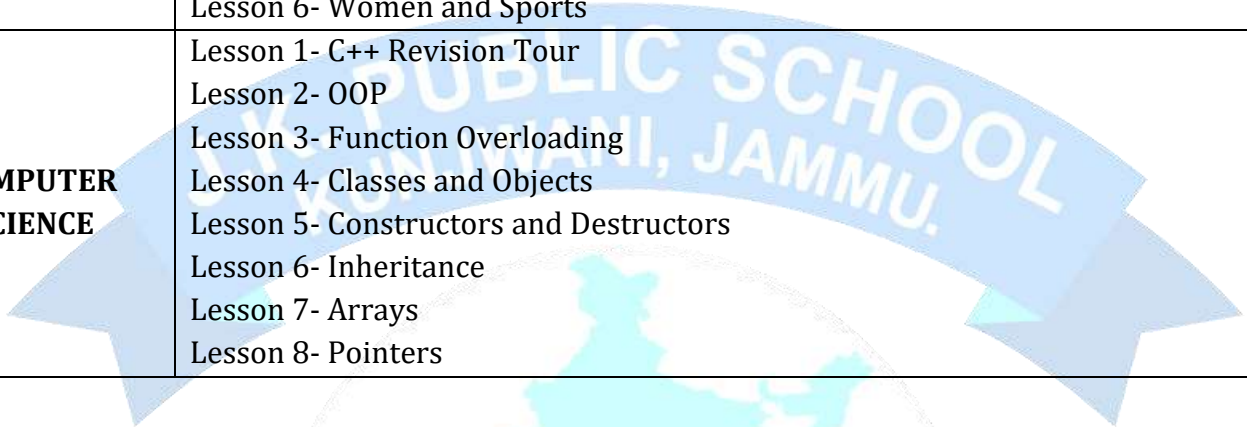 Lesson 6- Women and Sports
Lesson 1- C++ Revision Tour
Lesson 2- OOP
Lesson 3- Function Overloading
MPUTER
Lesson 4- Classes and Objects
CIENCE
Lesson 5- Constructors and Destructors
Lesson 6- Inheritance
Lesson 7- Arrays
Lesson 8- Pointers
J.K. PUBLIC SCHOOL
KUNJWANI, JAMMU.